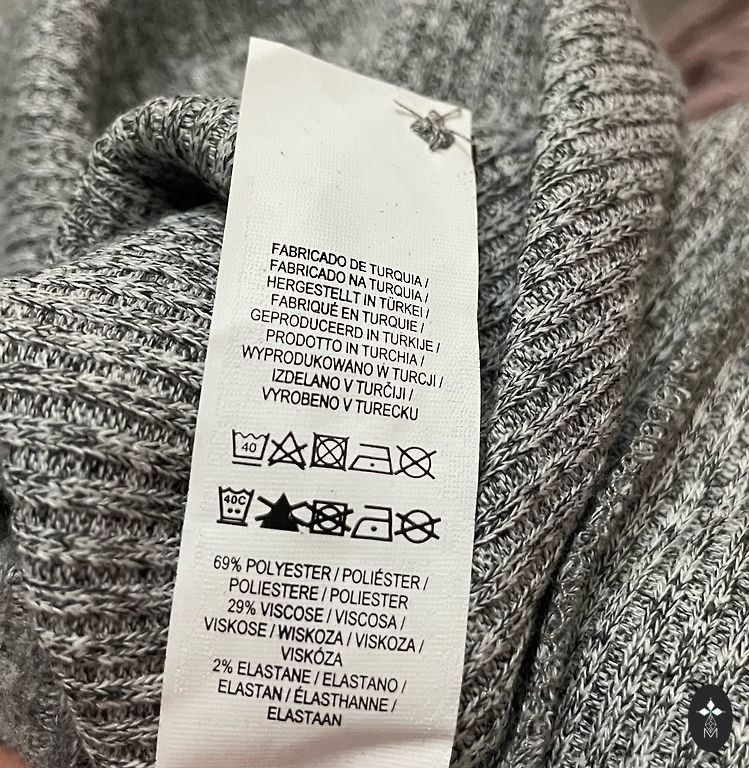 FABRICADO DE TURQUIA /
FABRICADO NA TURQUIA /
HERGESTELLT IN TÜRKEI /
FABRIQUÉ EN TURQUIE /
GEPRODUCEERD IN TURKIJE /
PRODOTTO IN TURCHIA /
WYPRODUKOWANO W TURCJI /
IZDELANO V TURČIJI /
VYROBENO V TURECKU
40
40C
69% POLYESTER / POLIÉSTER /
POLIESTERE / POLIESTER
29% VISCOSE / VISCOSA /
VISKOSE / WISKOZA / VISKOZA /
VISKÓZA
2% ELASTANE / ELASTANO /
ELASTAN / ÉLASTHANNE /
ELASTAAN
M